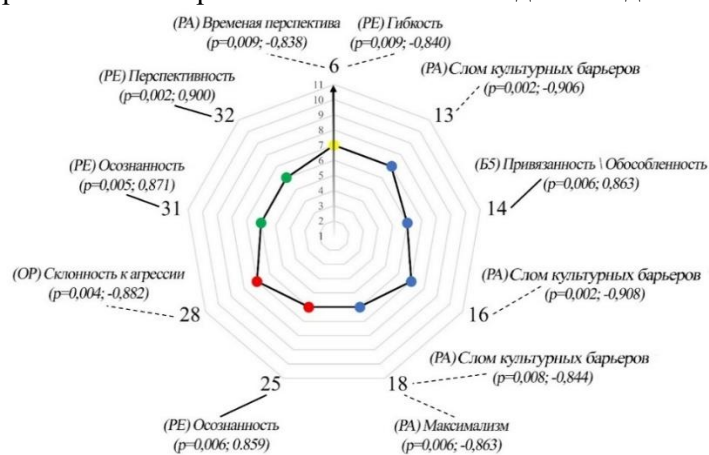 (РА) Временая перспектива
(p=0,009; -0,838)
(РЕ) Гибкость
(p=0,009; -0,840)
6
(РА) Слом культурных барьеров
(p=0,002; -0,906)
13
(Б5) Привязанность \ Обособленность
(p=0,006; 0,863)
14
(РА) Слом культурных барьеров
(p=0,002; -0,908)
16
(РА) Слом культурных барьеров
(p=0,008; -0,844)
18
(РА) Максимализм
(p=0,006; -0,863)
25
(РЕ) Осознанность
(p=0,006; 0.859)
(ОР) Склонность к агрессии
(p=0,004; -0,882)
28
(РЕ) Осознанность
(p=0,005; 0,871)
31
(РЕ) Перспективность
(p=0,002; 0,900)
32
11
10
9
8
7
6
5
4
3
2
1